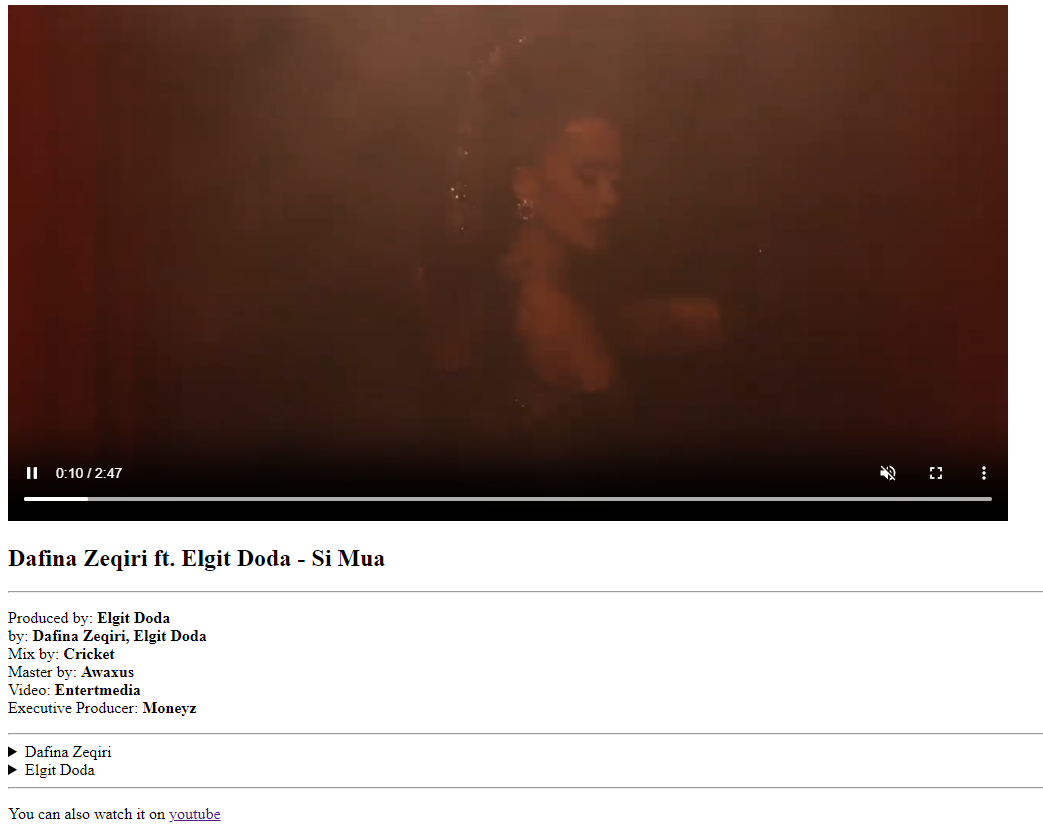 0:10 / 2:47
Dafina Zeqiri ft. Elgit Doda - Si Mua
Produced by: Elgit Doda
by: Dafina Zeqiri, Elgit Doda
Mix by: Cricket
Master by: Awaxus
Video: Entertmedia
Executive Producer: Moneyz
Dafina Zeqiri
Elgit Doda
You can also watch it on youtube